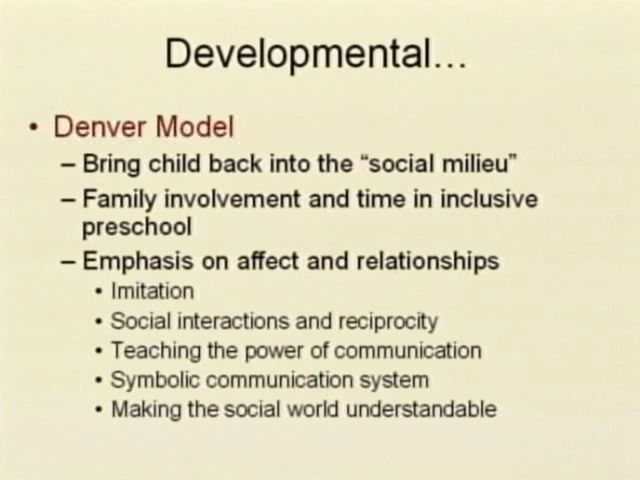 Developmental…
• Denver Model
– Bring child back into the “social milieu”
– Family involvement and time in inclusive
preschool
– Emphasis on affect and relationships
• Imitation
• Social interactions and reciprocity
• Teaching the power of communication
• Symbolic communication system
• Making the social world understandable